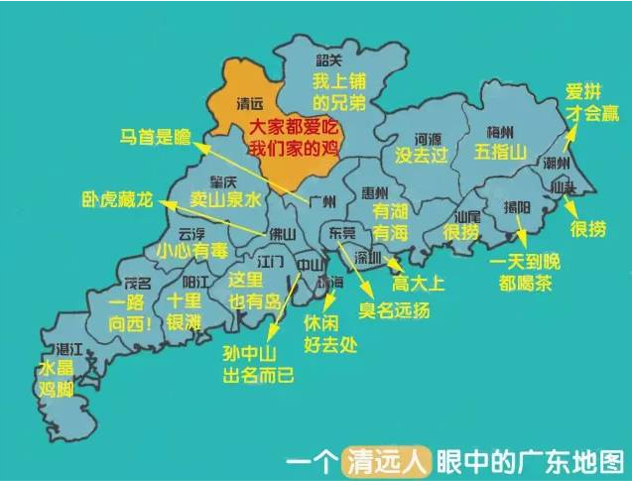 韶关
我上铺
的兄弟
清远
大家都爱吃
我们家的鸡
爱拼
才会赢
马首是瞻
河源
没去过
梅州
五指山
潮州
汕头
很捞
肇庆
卖山泉水
卧虎藏龙
广州
惠州
有湖
有海
汕尾
很捞
揭阳
一天到晚
都喝茶
云浮
小心有毒
佛山
东莞
深圳
高大上
臭名远扬
江门
这里
也有岛
中山
孙中山
出名而已
珠海
休闲
好去处
茂名
一路
向西！
阳江
十里
银滩
湛江
水晶
鸡脚
一个 清远人 眼中的广东地图